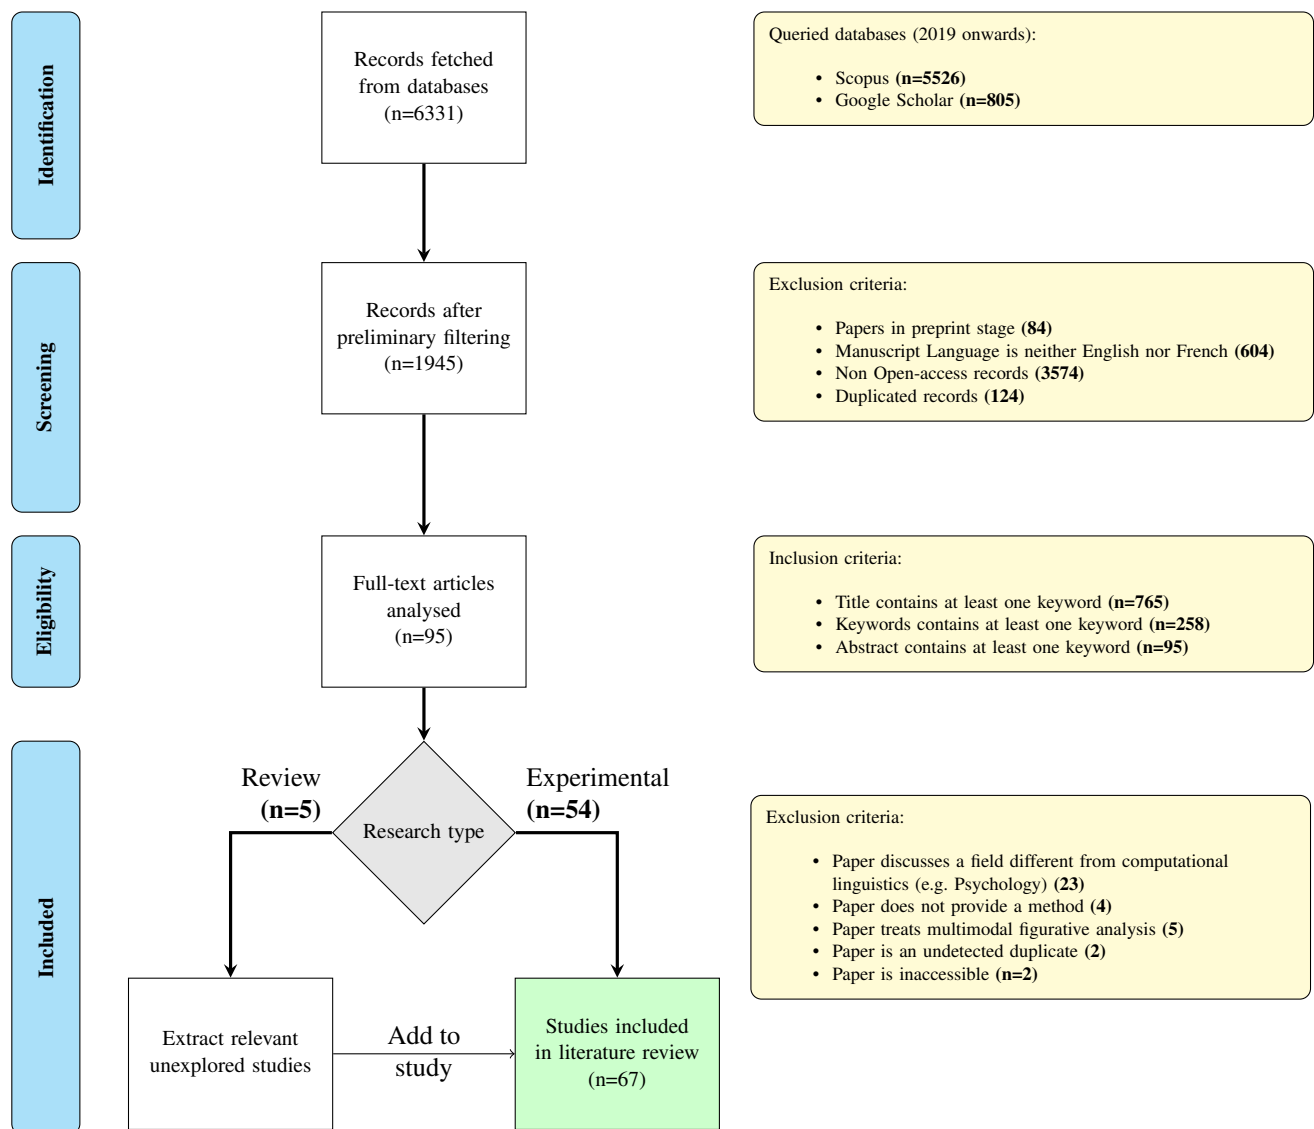 Identification
Records fetched
from databases
(n=6331)
Queried databases (2019 onwards):
• Scopus (n=5526)
• Google Scholar (n=805)
Screening
Records after
preliminary filtering
(n=1945)
Exclusion criteria:
• Papers in preprint stage (84)
• Manuscript Language is neither English nor French (604)
• Non Open-access records (3574)
• Duplicated records (124)
Eligibility
Full-text articles
analysed
(n=95)
Inclusion criteria:
• Title contains at least one keyword (n=765)
• Keywords contains at least one keyword (n=258)
• Abstract contains at least one keyword (n=95)
Included
Review
(n=5)
Research type
Experimental
(n=54)
Exclusion criteria:
• Paper discusses a field different from computational
linguistics (e.g. Psychology) (23)
• Paper does not provide a method (4)
• Paper treats multimodal figurative analysis (5)
• Paper is an undetected duplicate (2)
• Paper is inaccessible (n=2)
Extract relevant
unexplored studies
Add to
study
Studies included
in literature review
(n=67)